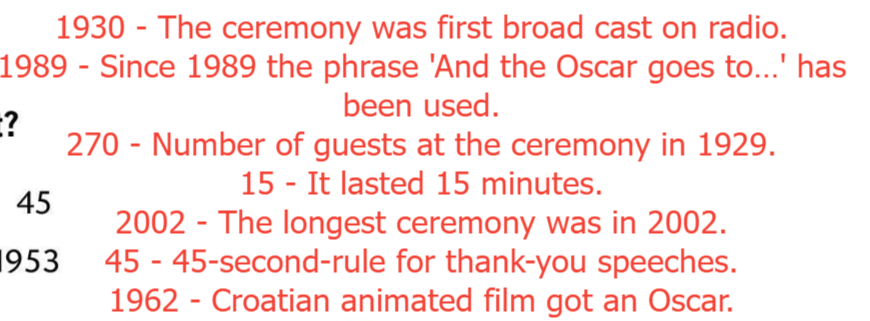 1930 - The ceremony was first broad cast on radio.
1989 - Since 1989 the phrase 'And the Oscar goes to...' has
been used.
?
270 - Number of guests at the ceremony in 1929.
15 - It lasted 15 minutes.
45
2002 - The longest ceremony was in 2002.
1953
45 - 45-second-rule for thank-you speeches.
1962 - Croatian animated film got an Oscar.